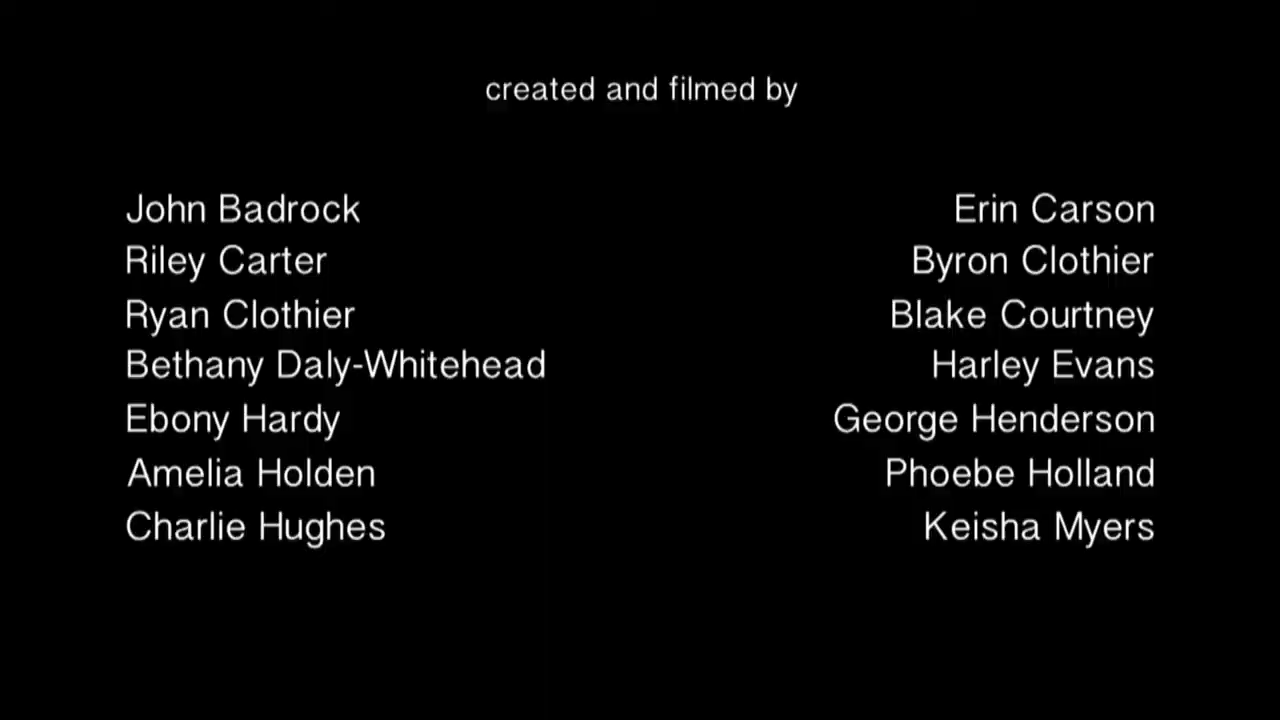 created and filmed by
John Badrock
Erin Carson
Riley Carter
Byron Clothier
Ryan Clothier
Blake Courtney
Bethany Daly-Whitehead
Harley Evans
Ebony Hardy
George Henderson
Amelia Holden
Phoebe Holland
Charlie Hughes
Keisha Myers